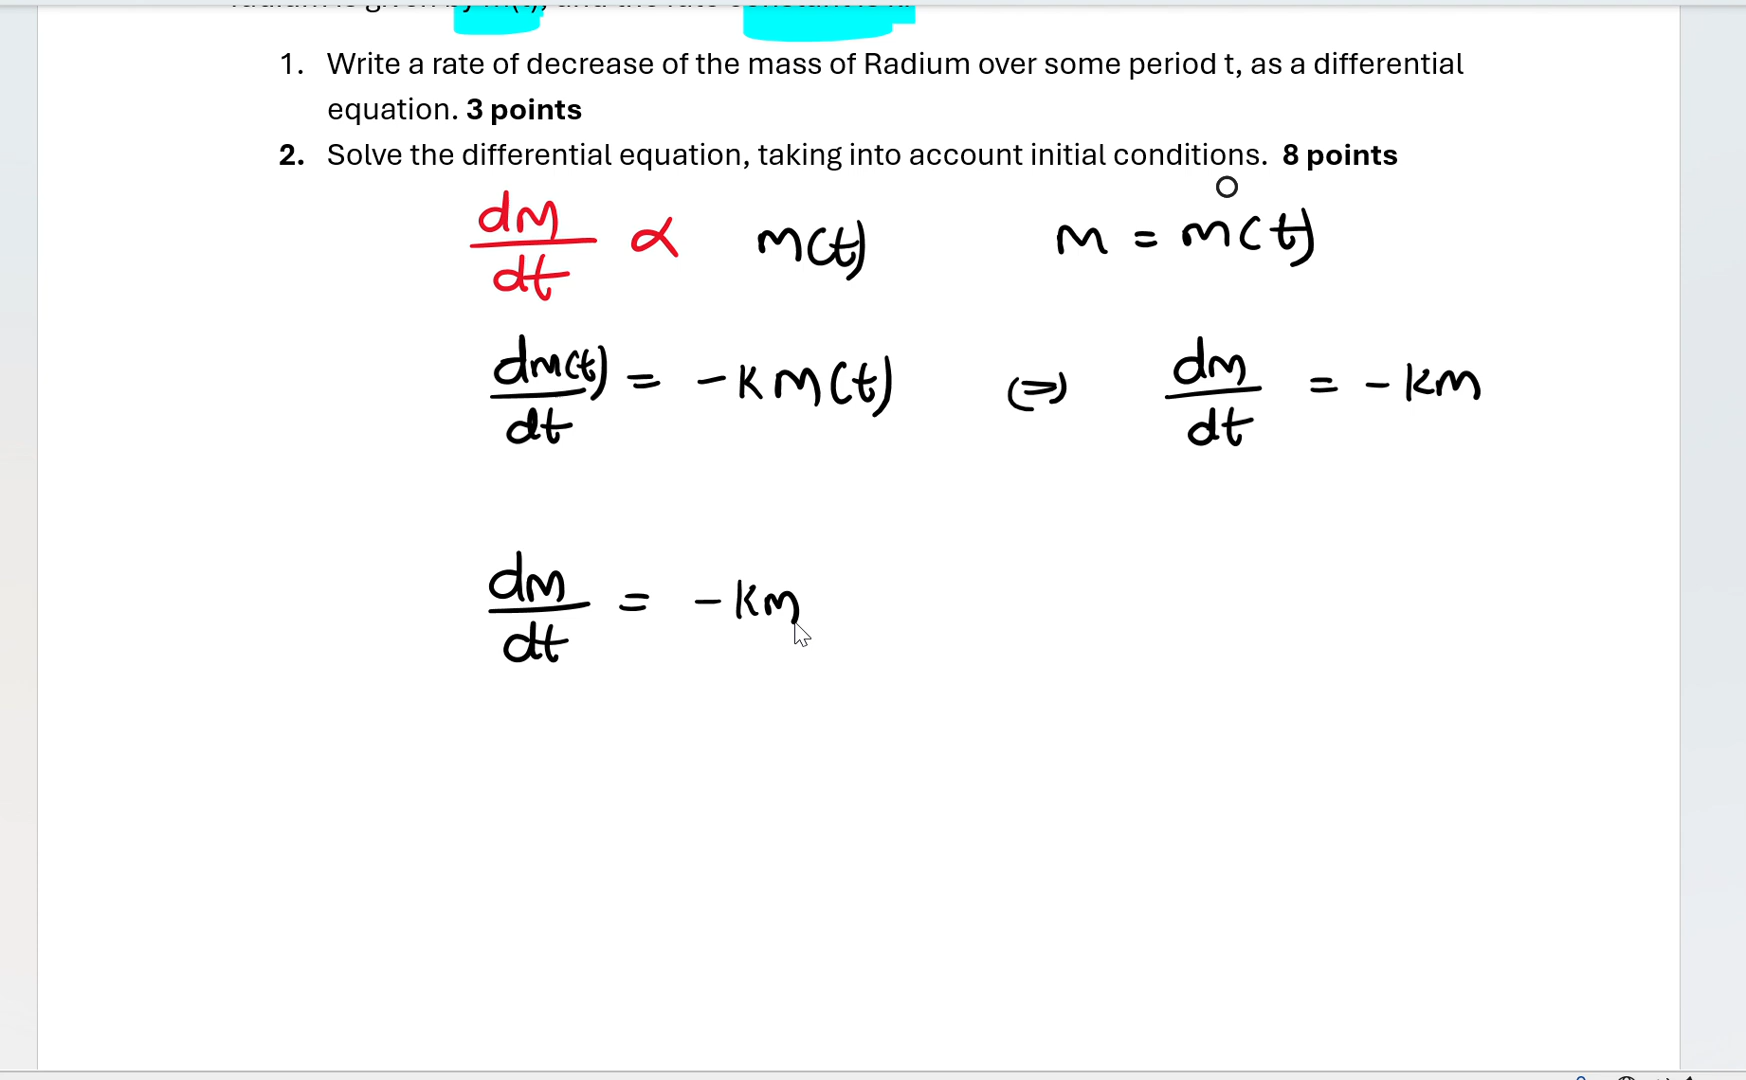 1. Write a rate of decrease of the mass of Radium over some period t, as a differential
equation. 3 points
2. Solve the differential equation, taking into account initial conditions. 8 points
dm/dt ∝ m(t) m = m(t)
dm(t)/dt = -km(t) (=) dm/dt = -km
dm/dt = -km